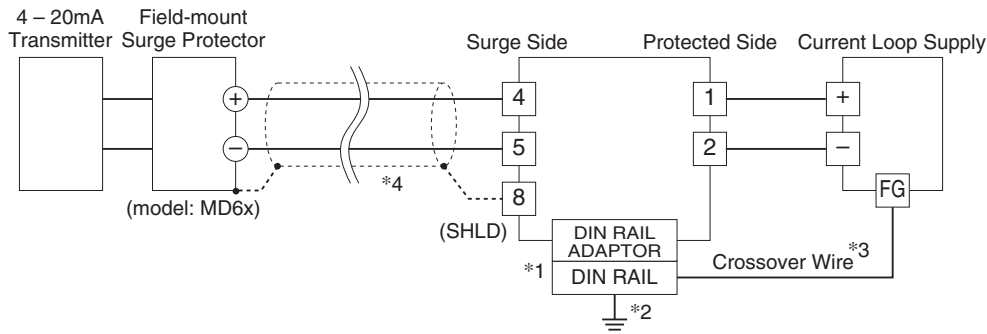 4 – 20mA
Transmitter
Field-mount
Surge Protector
Surge Side
Protected Side
Current Loop Supply
+
4
1
+
–
5
2
–
*4
8
FG
(model: MD6x)
(SHLD)
DIN RAIL
ADAPTOR
*1
DIN RAIL
Crossover Wire*3
*2